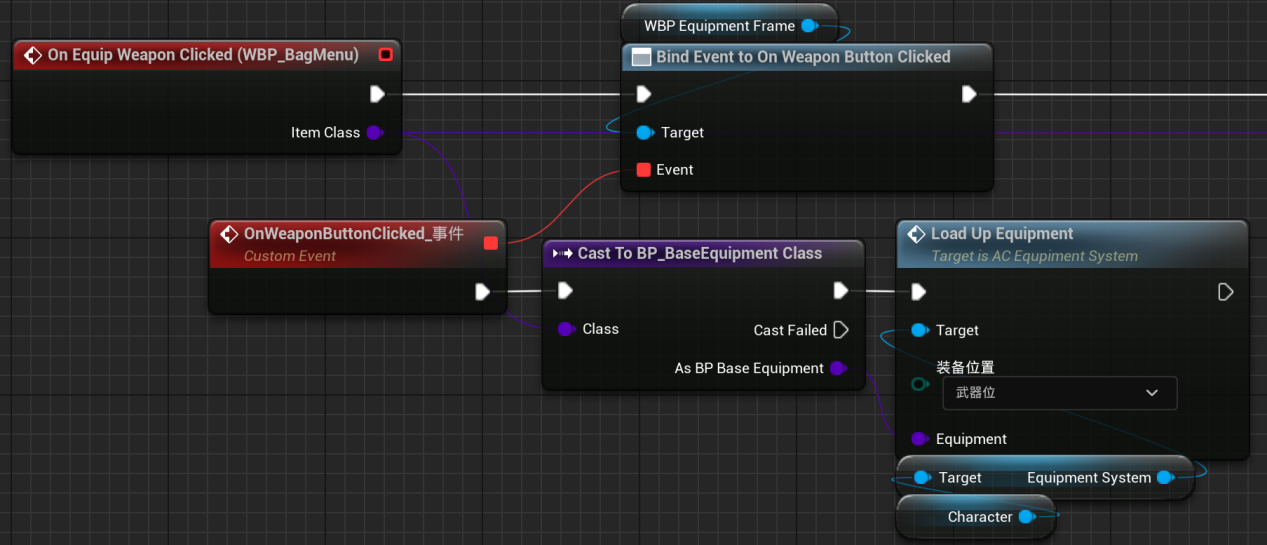 WBP Equipment Frame
On Equip Weapon Clicked (WBP_BagMenu)
Item Class
Bind Event to On Weapon Button Clicked
Target
Event
OnWeaponButtonClicked_事件
Custom Event
Cast To BP_BaseEquipment Class
Class
Cast Failed
As BP Base Equipment
Load Up Equipment
Target is AC Equpiment System
Target
装备位置
武器位
Equipment
Target Equipment System
Character